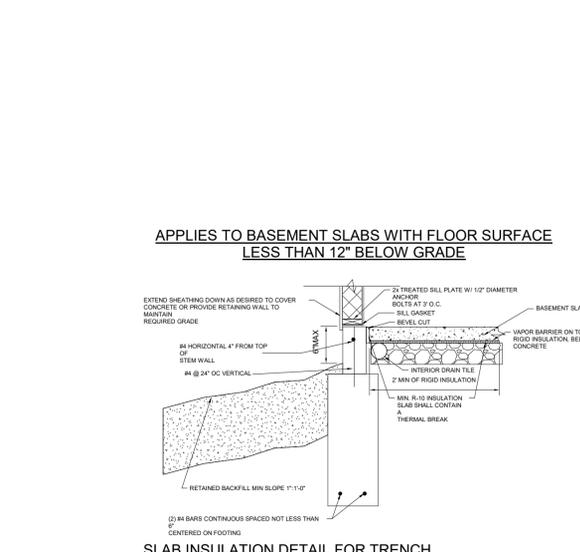 APPLIES TO BASEMENT SLABS WITH FLOOR SURFACE
LESS THAN 12" BELOW GRADE
2x TREATED SILL PLATE W/ 1/2" DIAMETER
ANCHOR
BOLTS AT 3' O.C.
EXTEND SHEATHING DOWN AS DESIRED TO COVER
CONCRETE OR PROVIDE RETAINING WALL TO
MAINTAIN
REQUIRED GRADE
SILL GASKET
BEVEL CUT
BASEMENT SLA
VAPOR BARRIER ON TO
RIGID INSULATION, BE
CONCRETE
6"MAX
#4 HORIZONTAL 4" FROM TOP
OF
STEM WALL
#4 @ 24" OC VERTICAL
INTERIOR DRAIN TILE
2' MIN OF RIGID INSULATION
MIN. R-10 INSULATION
SLAB SHALL CONTAIN
A
THERMAL BREAK
RETAINED BACKFILL MIN SLOPE 1":1'-0"
(2) #4 BARS CONTINUOUS SPACED NOT LESS THAN
6"
CENTERED ON FOOTING
SLAB INSULATION DETAIL FOR TRENCH